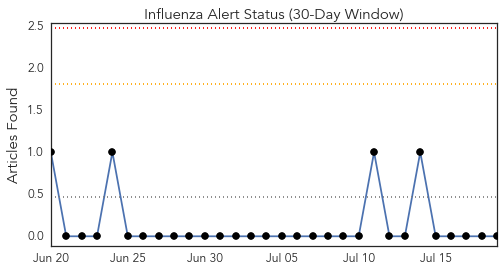 Influenza Alert Status (30-Day Window)
Articles Found
2.5
2.0
1.5
1.0
0.5
0.0
Jun 20
Jun 25
Jun 30
Jul 05
Jul 10
Jul 15